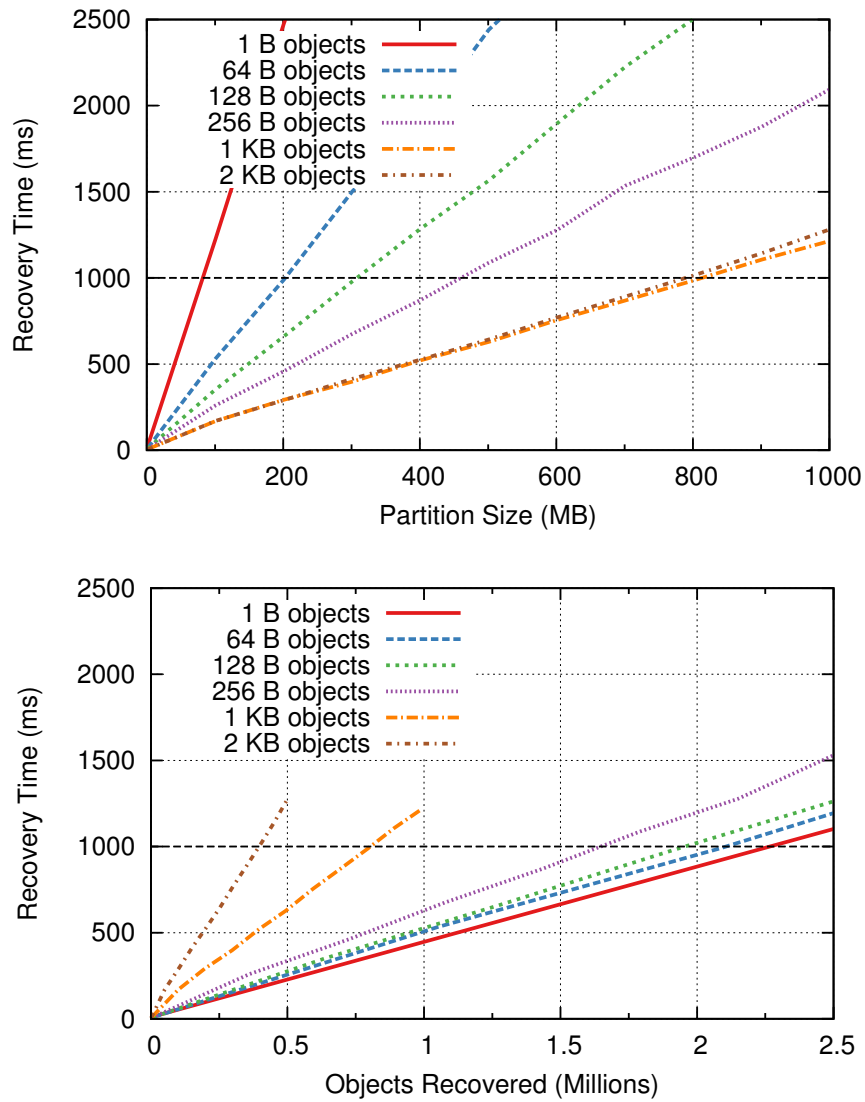 2500
2000
1500
1000
500
0
Recovery Time (ms)
1 B objects
64 B objects
128 B objects
256 B objects
1 KB objects
2 KB objects
0 200 400 600 800 1000
Partition Size (MB)
2500
2000
1500
1000
500
0
Recovery Time (ms)
1 B objects
64 B objects
128 B objects
256 B objects
1 KB objects
2 KB objects
0 0.5 1 1.5 2 2.5
Objects Recovered (Millions)